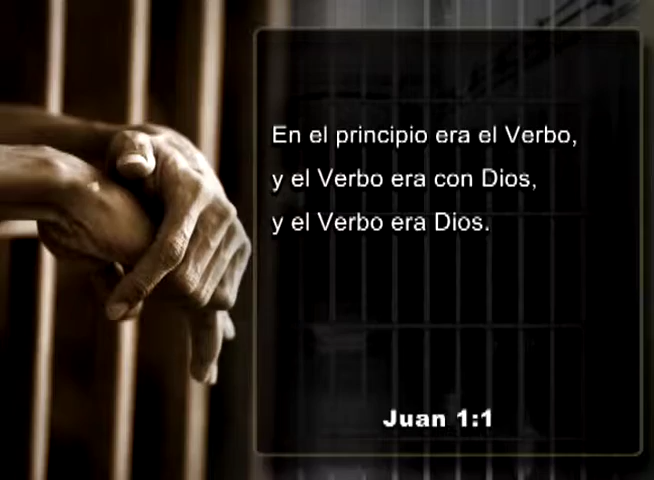 En el principio era el Verbo,
y el Verbo era con Dios,
y el Verbo era Dios.
Juan 1:1